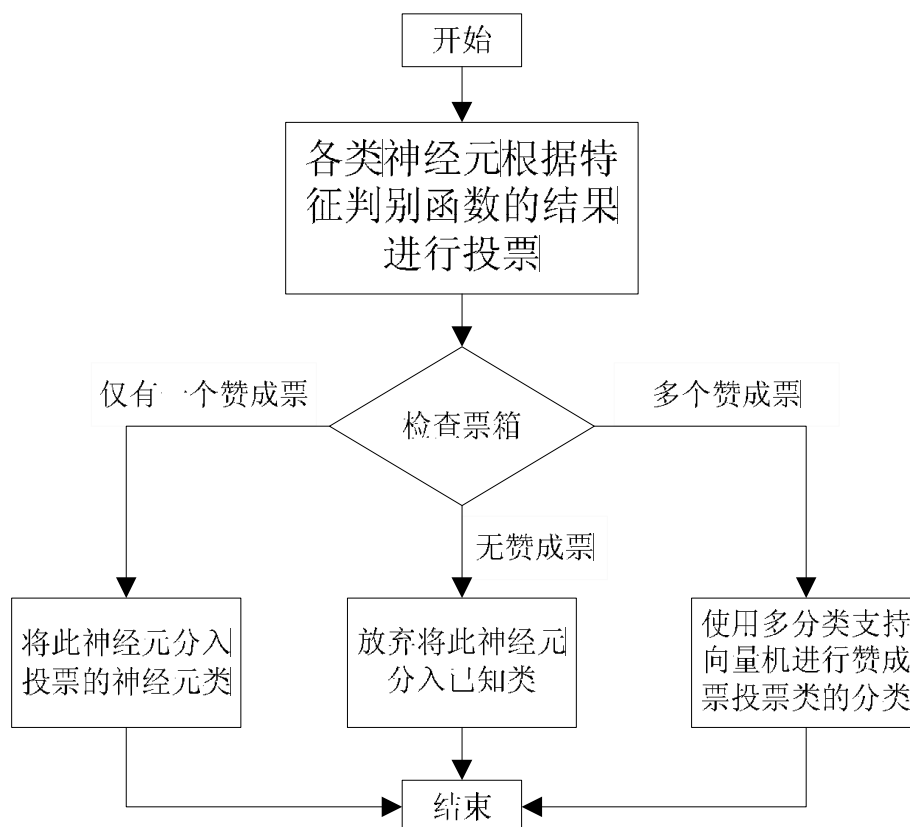 开始
各类神经元根据特
征判别函数的结果
进行投票
仅有一个赞成票
检查票箱
多个赞成票
无赞成票
将此神经元分入
投票的神经元类
放弃将此神经元
分入已知类
使用多分类支持
向量机进行赞成
票投票类的分类
结束